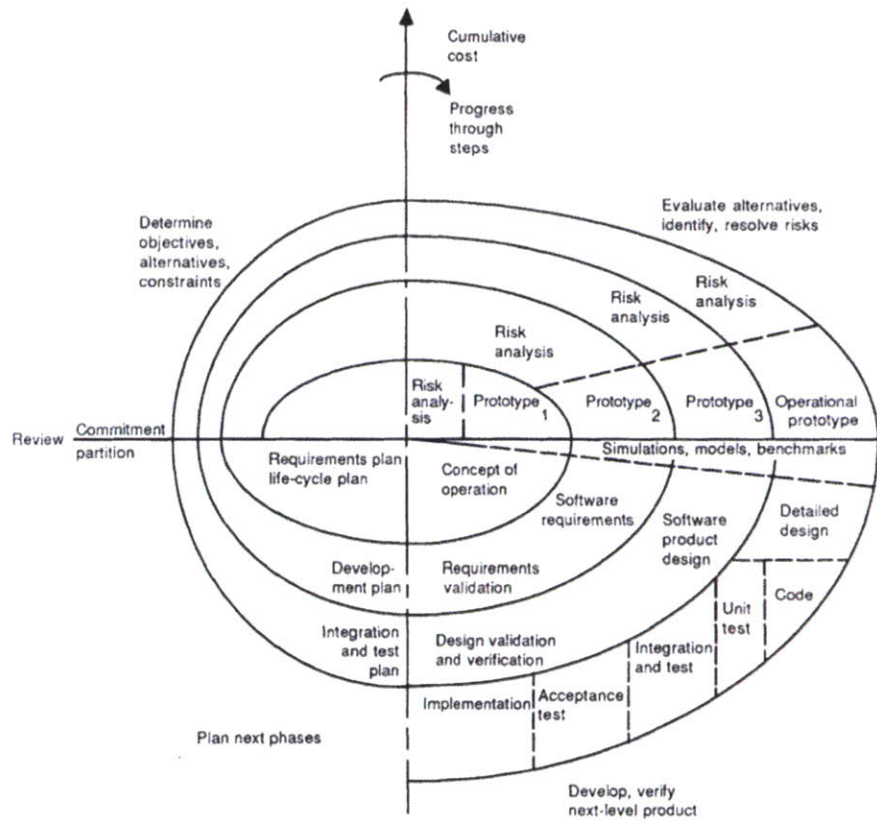 Cumulative
cost
Progress
through
steps
Determine
objectives,
alternatives,
constraints
Evaluate alternatives,
identify, resolve risks
Risk
analysis
Risk
analysis
Risk
analysis
Risk
analy-
sis
Prototype 1
Prototype 2
Prototype 3
Operational
prototype
Review
Commitment
partition
Simulations, models, benchmarks
Requirements plan
life-cycle plan
Concept of
operation
Software
requirements
Software
product
design
Detailed
design
Develop-
ment plan
Requirements
validation
Unit
test
Code
Integration
and test
plan
Design validation
and verification
Integration
and test
Implementation
Acceptance
test
Plan next phases
Develop, verify
next-level product